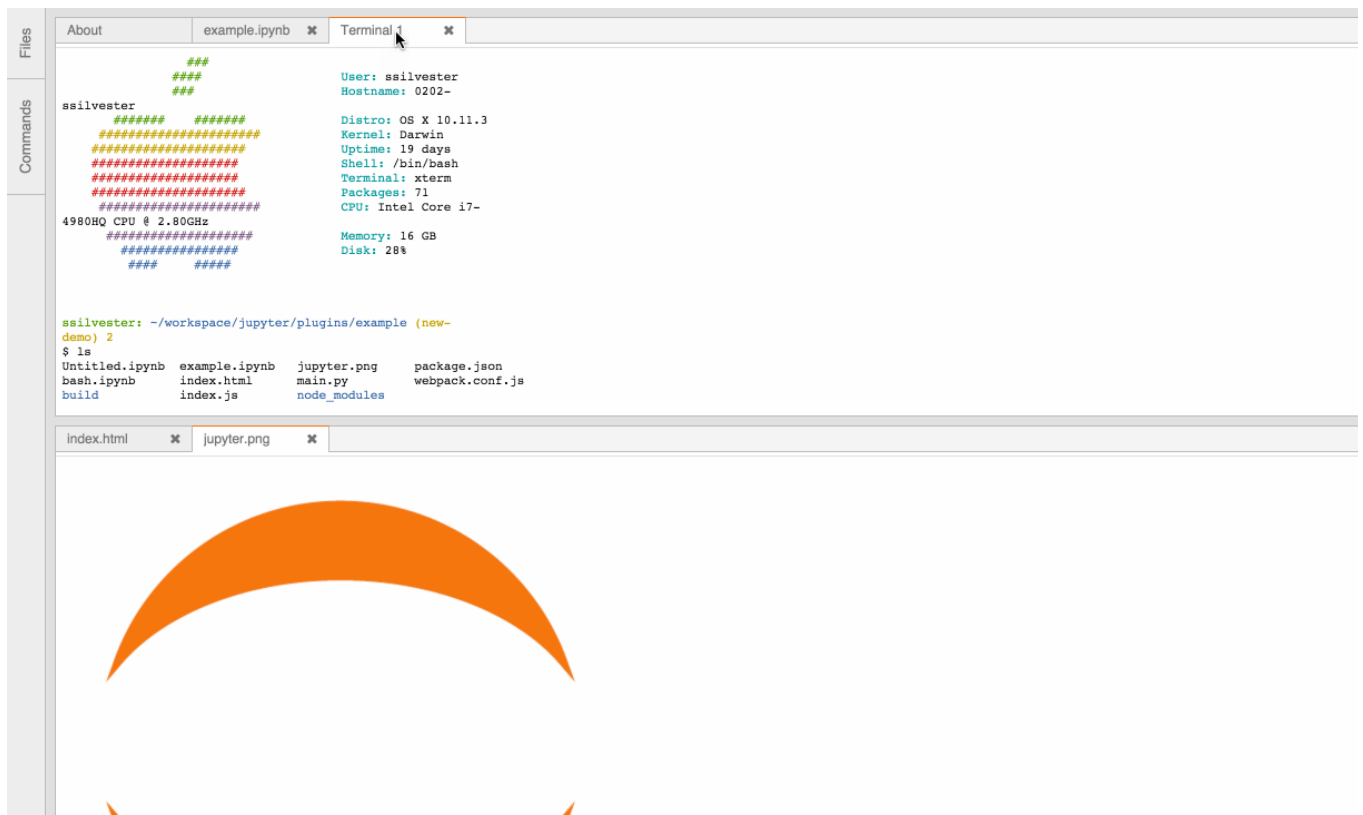 Files
Commands
About example.ipynb ✖ Terminal 1 ✖
###
#### User: ssilvester
### Hostname: 0202-
ssilvester
####### ####### Distro: OS X 10.11.3
###################### Kernel: Darwin
##################### Uptime: 19 days
#################### Shell: /bin/bash
#################### Terminal: xterm
##################### Packages: 71
###################### CPU: Intel Core i7-
4980HQ CPU @ 2.80GHz
#################### Memory: 16 GB
################ Disk: 28%
#### #####
ssilvester: ~/workspace/jupyter/plugins/example (new-
demo) 2
$ ls
Untitled.ipynb example.ipynb jupyter.png package.json
bash.ipynb index.html main.py webpack.conf.js
build index.js node_modules
index.html ✖ jupyter.png ✖